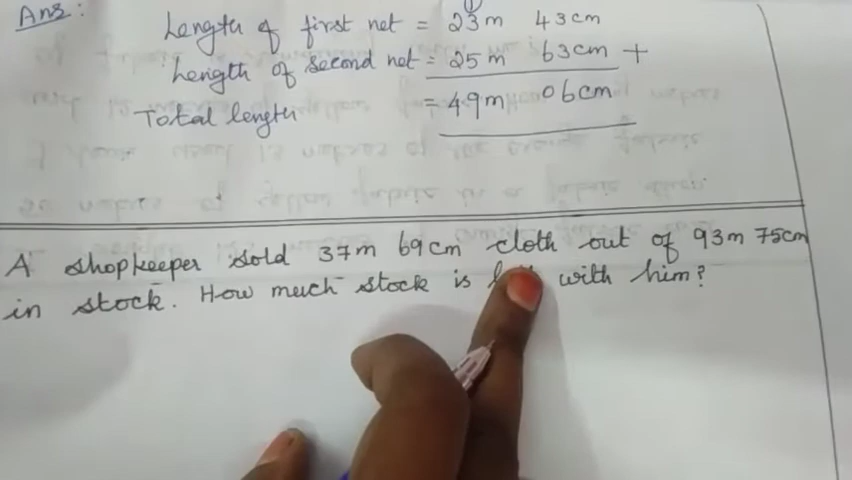 Ans:
Length of first net = 23m 43cm
1
Length of second net = 25m 63cm +
Total length = 49m 06cm
A shopkeeper sold 37m 69cm cloth out of 93m 75cm
in stock. How much stock is with him?